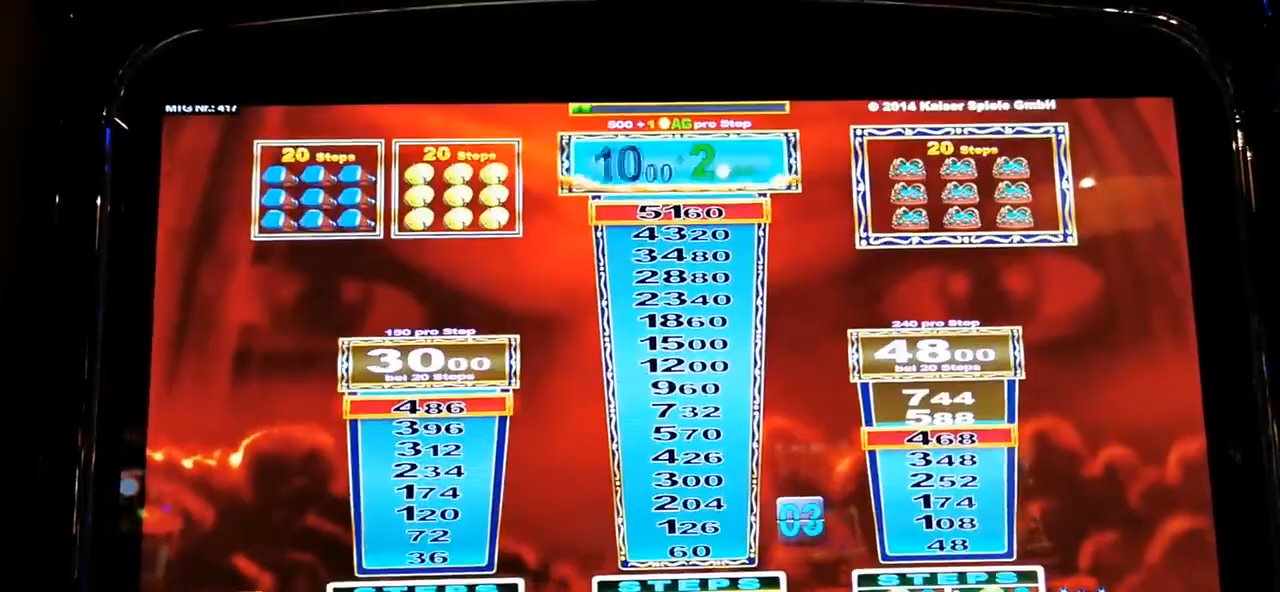 MTG Nr.: 417
© 2014 Kaiser Spiele GmbH
500 + 1 AG pro Step
20 Steps
20 Steps
10 00 + 2
20 Steps
5160
4320
3480
2880
2340
1860
1500
1200
960
732
570
426
300
204
126
60
STEPS
150 pro Step
30 00
bei 20 Steps
486
396
312
234
174
120
72
36
STEPS
03
240 pro Step
48 00
bei 20 Steps
744
588
468
348
252
174
108
48
STEPS